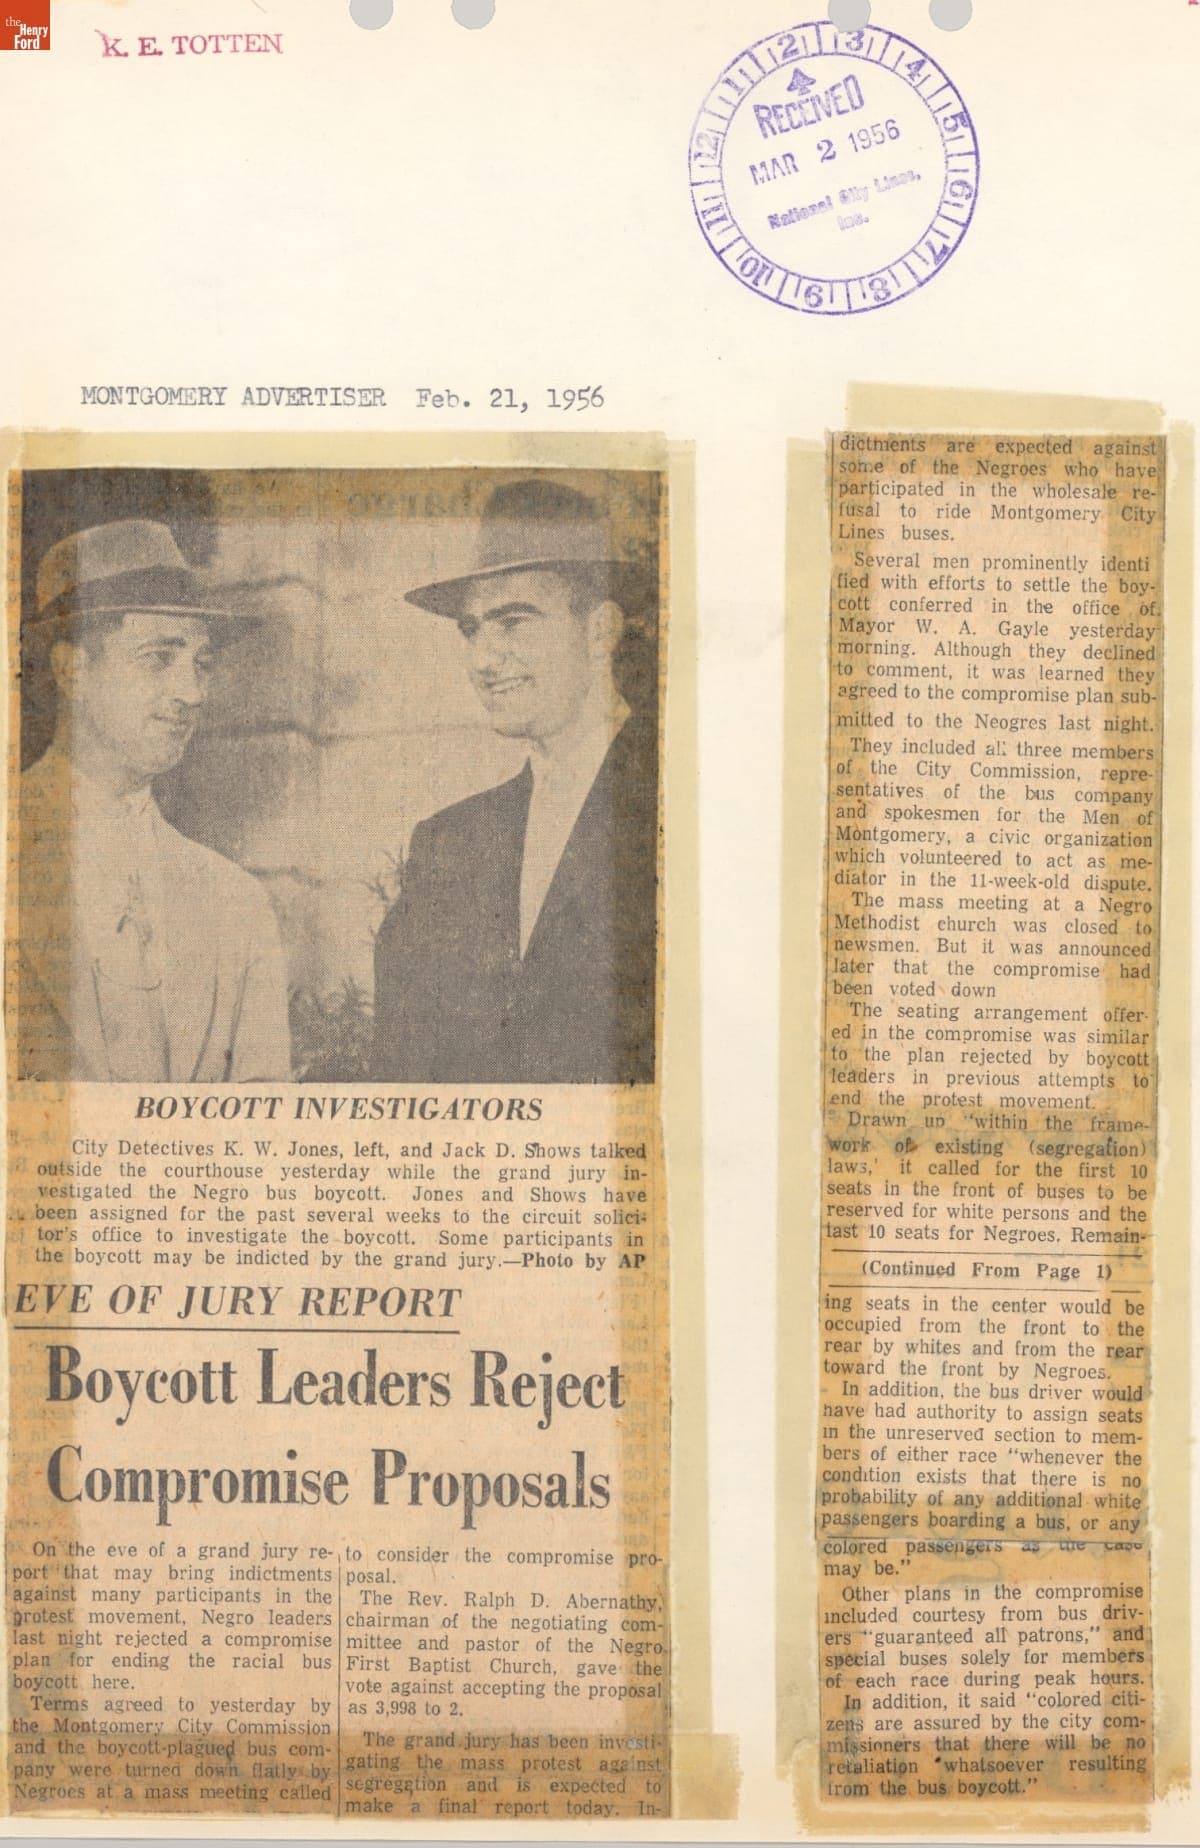 the
Henry
Ford
K. E. TOTTEN
12 1 2 3 4 5 6 7 8 9 10 11
RECEIVED
MAR 2 1956
National City Lines,
Inc.
MONTGOMERY ADVERTISER Feb. 21, 1956
BOYCOTT INVESTIGATORS
City Detectives K. W. Jones, left, and Jack D. Shows talked
outside the courthouse yesterday while the grand jury in-
vestigated the Negro bus boycott. Jones and Shows have
been assigned for the past several weeks to the circuit solici-
tor's office to investigate the boycott. Some participants in
the boycott may be indicted by the grand jury.—Photo by AP
EVE OF JURY REPORT
Boycott Leaders Reject
Compromise Proposals
On the eve of a grand jury re-
port that may bring indictments
against many participants in the
protest movement, Negro leaders
last night rejected a compromise
plan for ending the racial bus
boycott here.
Terms agreed to yesterday by
the Montgomery City Commission
and the boycott-plagued bus com-
pany were turned down flatly by
Negroes at a mass meeting called
to consider the compromise pro-
posal.
The Rev. Ralph D. Abernathy,
chairman of the negotiating com-
mittee and pastor of the Negro
First Baptist Church, gave the
vote against accepting the proposal
as 3,998 to 2.
The grand jury has been investi-
gating the mass protest against
segregation and is expected to
make a final report today. In-
dictments are expected against
some of the Negroes who have
participated in the wholesale re-
fusal to ride Montgomery City
Lines buses.
Several men prominently identi
fied with efforts to settle the boy-
cott conferred in the office of
Mayor W. A. Gayle yesterday
morning. Although they declined
to comment, it was learned they
agreed to the compromise plan sub-
mitted to the Neogres last night.
They included all three members
of the City Commission, repre-
sentatives of the bus company
and spokesmen for the Men of
Montgomery, a civic organization
which volunteered to act as me-
diator in the 11-week-old dispute.
The mass meeting at a Negro
Methodist church was closed to
newsmen. But it was announced
later that the compromise had
been voted down
The seating arrangement offer-
ed in the compromise was similar
to the plan rejected by boycott
leaders in previous attempts to
end the protest movement.
Drawn up "within the frame-
work of existing (segregation)
laws,' it called for the first 10
seats in the front of buses to be
reserved for white persons and the
last 10 seats for Negroes. Remain-
(Continued From Page 1)
ing seats in the center would be
occupied from the front to the
rear by whites and from the rear
toward the front by Negroes.
In addition, the bus driver would
have had authority to assign seats
in the unreserved section to mem-
bers of either race "whenever the
condition exists that there is no
probability of any additional white
passengers boarding a bus, or any
colored passengers as the case
may be."
Other plans in the compromise
included courtesy from bus driv-
ers "guaranteed all patrons," and
special buses solely for members
of each race during peak hours.
In addition, it said "colored citi-
zens are assured by the city com-
missioners that there will be no
retaliation whatsoever resulting
from the bus boycott."